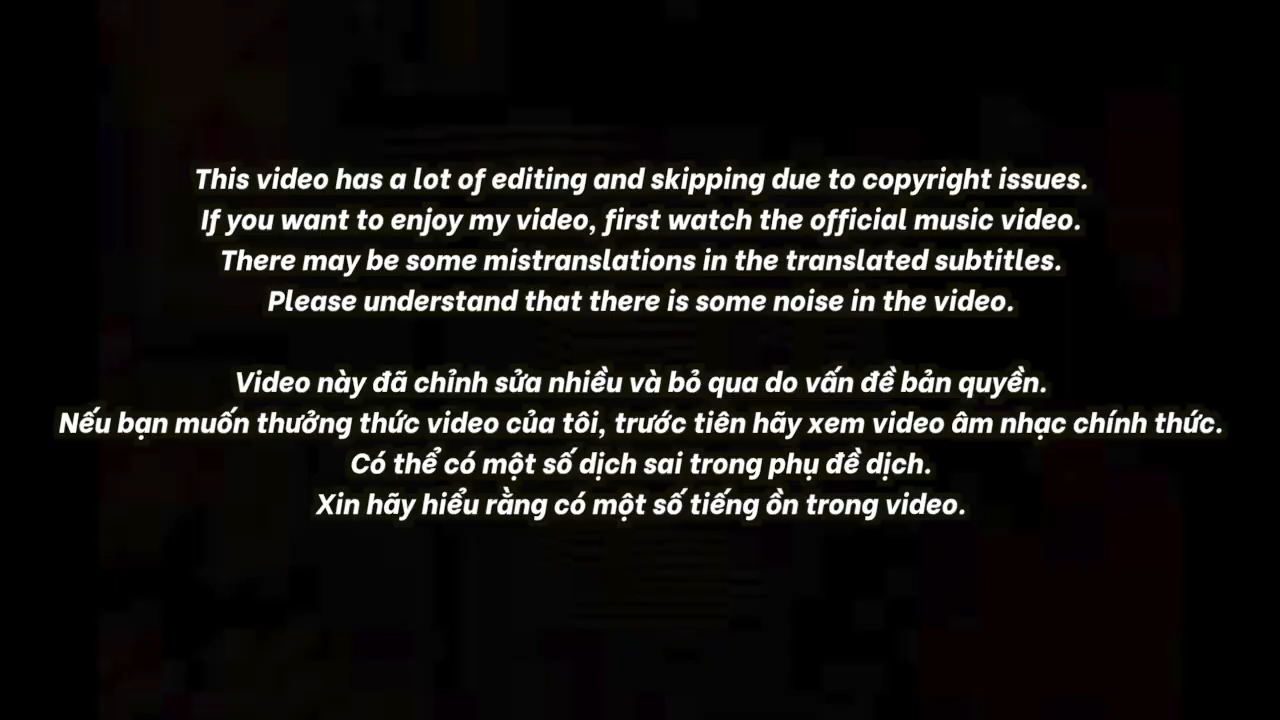 This video has a lot of editing and skipping due to copyright issues.
If you want to enjoy my video, first watch the official music video.
There may be some mistranslations in the translated subtitles.
Please understand that there is some noise in the video.
Video này đã chỉnh sửa nhiều và bỏ qua do vấn đề bản quyền.
Nếu bạn muốn thưởng thức video của tôi, trước tiên hãy xem video âm nhạc chính thức.
Có thể có một số dịch sai trong phụ đề dịch.
Xin hãy hiểu rằng có một số tiếng ồn trong video.